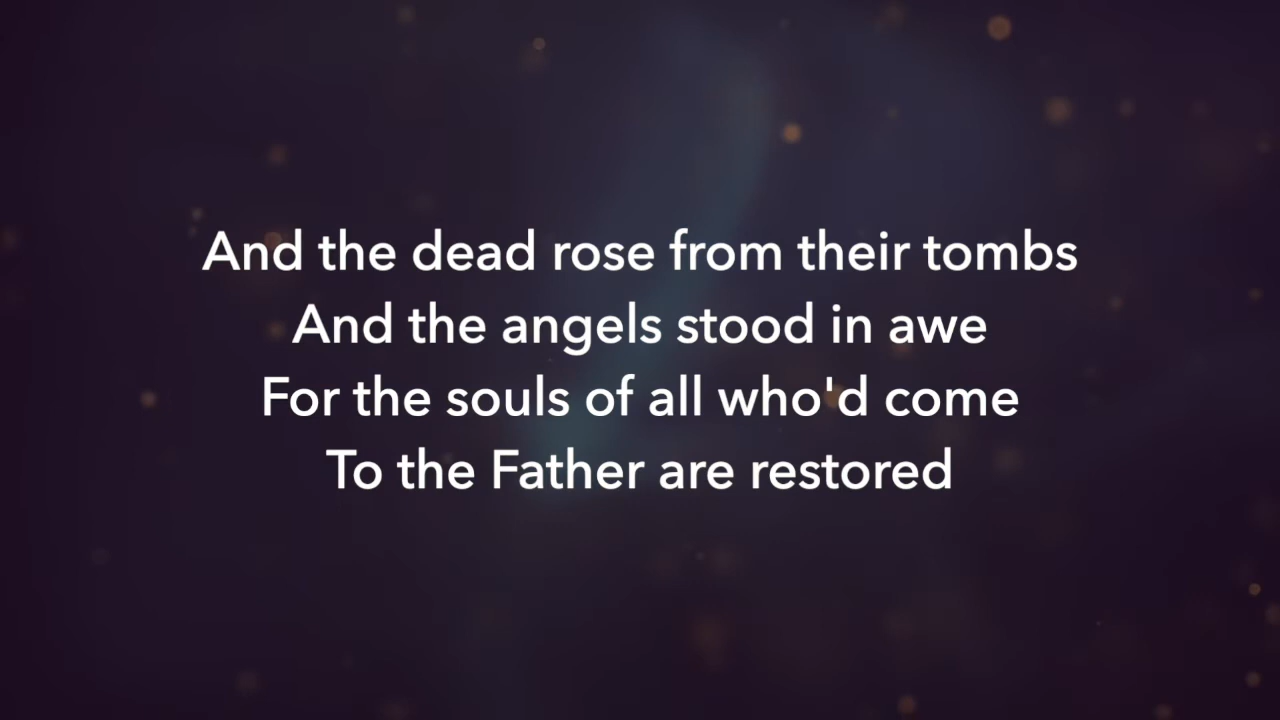 And the dead rose from their tombs
And the angels stood in awe
For the souls of all who'd come
To the Father are restored